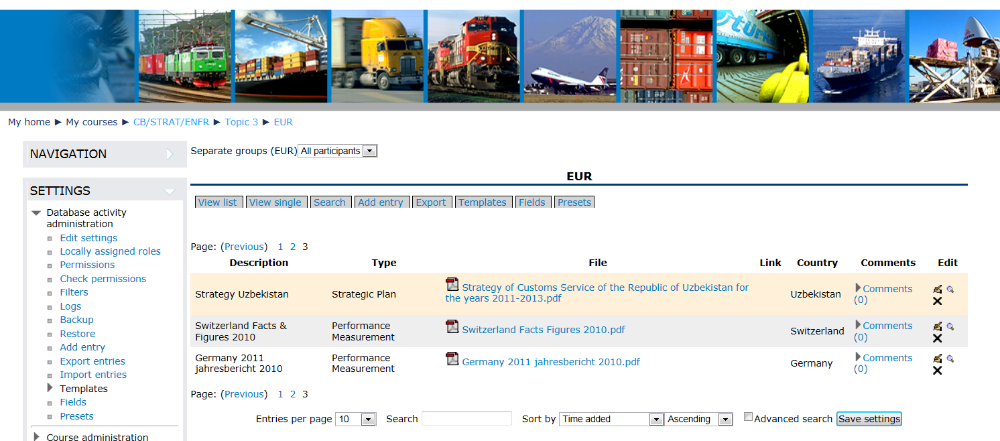 My home ► My courses ► CB/STRAT/ENFR ► Topic 3 ► EUR
NAVIGATION
Separate groups (EUR) All participants
SETTINGS
Database activity
administration
Edit settings
Locally assigned roles
Permissions
Check permissions
Filters
Logs
Backup
Restore
Add entry
Export entries
Import entries
Templates
Fields
Presets
Course administration
EUR
View list View single Search Add entry Export Templates Fields Presets
Page: (Previous) 1 2 3
Description Type File Link Country Comments Edit
Strategy Uzbekistan
Strategic Plan
Strategy of Customs Service of the Republic of Uzbekistan for
the years 2011-2013.pdf
Uzbekistan
Comments
(0)
Switzerland Facts &
Figures 2010
Performance
Measurement
Switzerland Facts Figures 2010.pdf
Switzerland
Comments
(0)
Germany 2011
jahresbericht 2010
Performance
Measurement
Germany 2011 jahresbericht 2010.pdf
Germany
Comments
(0)
Page: (Previous) 1 2 3
Entries per page 10 Search Sort by Time added Ascending Advanced search Save settings